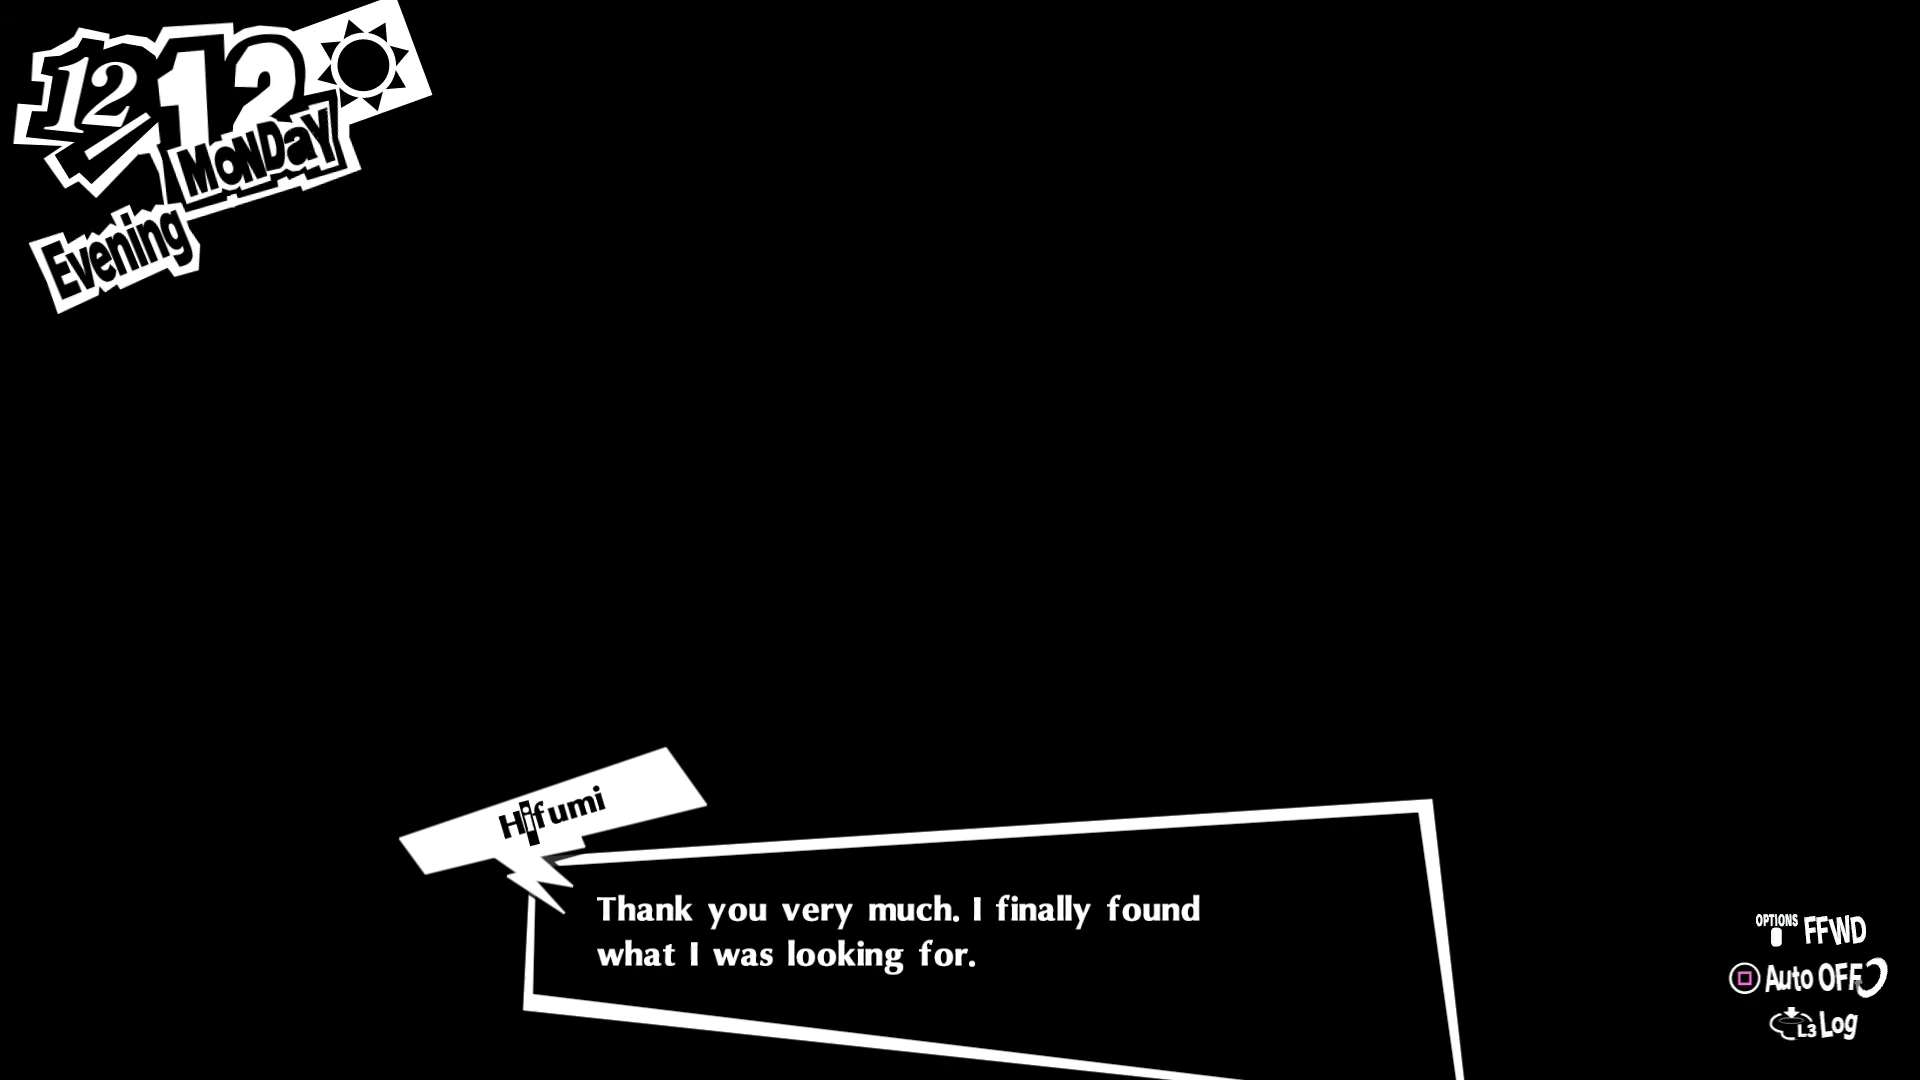 12/12
MONDaY
Evening
Hifumi
Thank you very much. I finally found
what I was looking for.
OPTIONS FFWD
Auto OFF
L3 Log